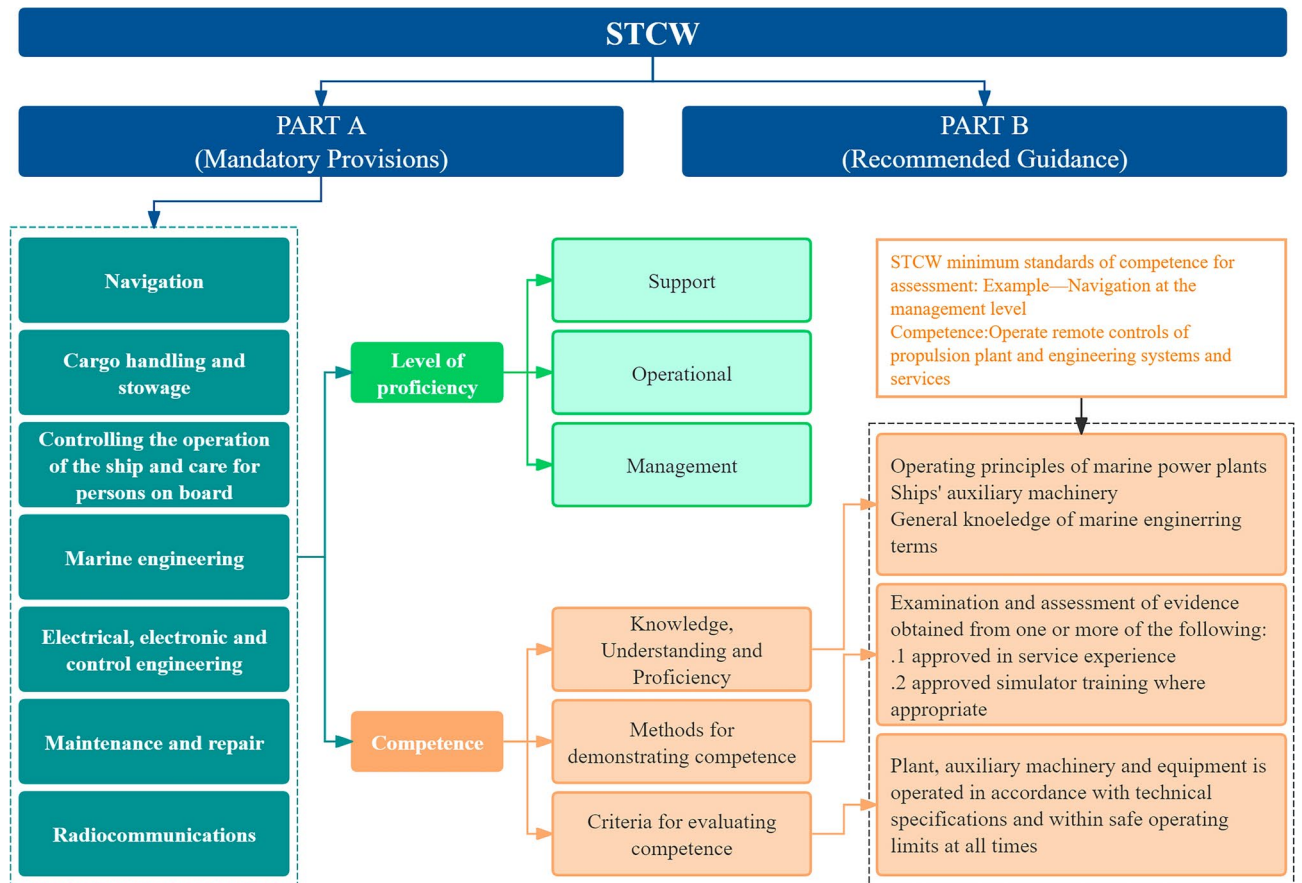 STCW
PART A
(Mandatory Provisions)
PART B
(Recommended Guidance)
Navigation
Cargo handling and
stowage
Controlling the operation
of the ship and care for
persons on board
Marine engineering
Electrical, electronic and
control engineering
Maintenance and repair
Radiocommunications
Level of
proficiency
Competence
Support
Operational
Management
Knowledge,
Understanding and
Proficiency
Methods for
demonstrating competence
Criteria for evaluating
competence
STCW minimum standards of competence for
assessment: Example—Navigation at the
management level
Competence:Operate remote controls of
propulsion plant and engineering systems and
services
Operating principles of marine power plants
Ships' auxiliary machinery
General knoeledge of marine enginerring
terms
Examination and assessment of evidence
obtained from one or more of the following:
.1 approved in service experience
.2 approved simulator training where
appropriate
Plant, auxiliary machinery and equipment is
operated in accordance with technical
specifications and within safe operating
limits at all times